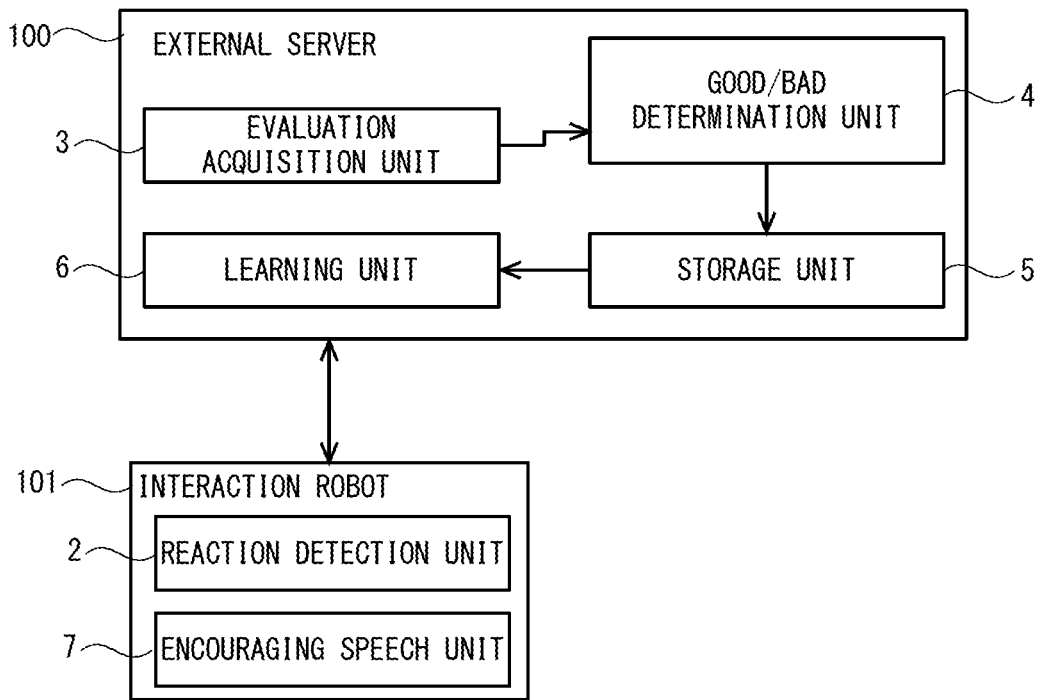 100
EXTERNAL SERVER
3
EVALUATION
ACQUISITION UNIT
GOOD/BAD
DETERMINATION UNIT
4
6
LEARNING UNIT
STORAGE UNIT
5
101
INTERACTION ROBOT
2
REACTION DETECTION UNIT
7
ENCOURAGING SPEECH UNIT